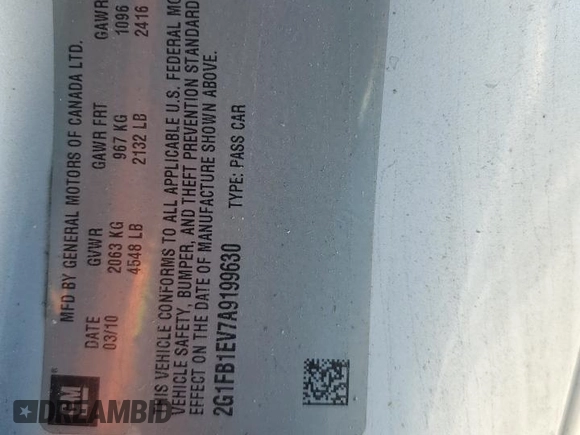 GM
MFD BY GENERAL MOTORS OF CANADA LTD.
DATE GVWR GAWR FRT GAWR
03/10 2063 KG 967 KG 1096
4548 LB 2132 LB 2416
THIS VEHICLE CONFORMS TO ALL APPLICABLE U.S. FEDERAL MO
VEHICLE SAFETY, BUMPER, AND THEFT PREVENTION STANDARD
EFFECT ON THE DATE OF MANUFACTURE SHOWN ABOVE.
2G1FB1EV7A9199630 TYPE: PASS CAR
DREAMBID